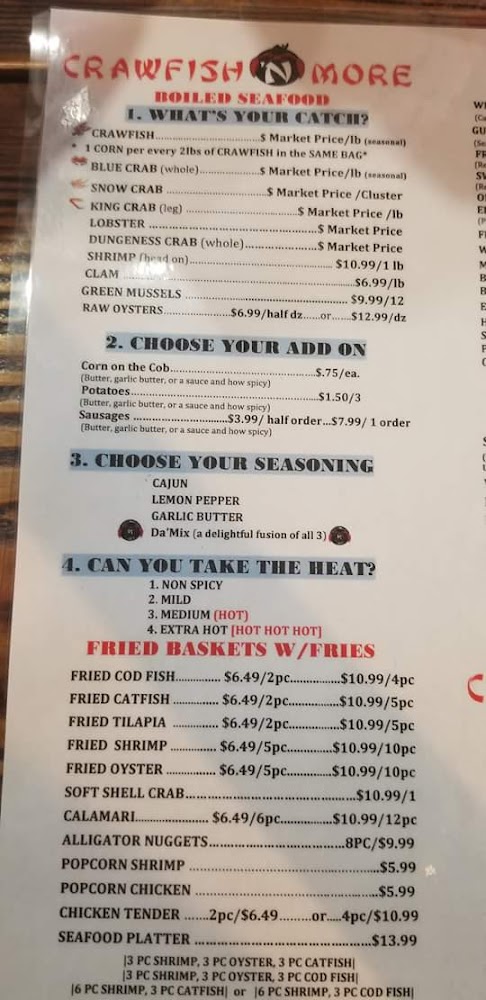 CRAWFISH 'N MORE
BOILED SEAFOOD
1. WHAT'S YOUR CATCH?
CRAWFISH.......................$ Market Price/lb (seasonal)
* 1 CORN per every 2lbs of CRAWFISH in the SAME BAG*
BLUE CRAB (whole)..................$ Market Price/lb (seasonal)
SNOW CRAB ..........................$ Market Price /Cluster
KING CRAB (leg) ............................$ Market Price /lb
LOBSTER ...........................................$ Market Price
DUNGENESS CRAB (whole)...................$ Market Price
SHRIMP (head on)....................................... $10.99/1 lb
CLAM ..........................................................$6.99/lb
GREEN MUSSELS ........................................... $9.99/12
RAW OYSTERS................$6.99/half dz......or......$12.99/dz
2. CHOOSE YOUR ADD ON
Corn on the Cob.......................................$.75/ea.
(Butter, garlic butter, or a sauce and how spicy)
Potatoes..................................................$1.50/3
(Butter, garlic butter, or a sauce and how spicy)
Sausages ..........................$3.99/ half order...$7.99/ 1 order
(Butter, garlic butter, or a sauce and how spicy)
3. CHOOSE YOUR SEASONING
CAJUN
LEMON PEPPER
GARLIC BUTTER
Da'Mix (a delightful fusion of all 3)
4. CAN YOU TAKE THE HEAT?
1. NON SPICY
2. MILD
3. MEDIUM (HOT)
4. EXTRA HOT [HOT HOT HOT]
FRIED BASKETS W/FRIES
FRIED COD FISH.............. $6.49/2pc...............$10.99/4pc
FRIED CATFISH .............. $6.49/2pc...............$10.99/5pc
FRIED TILAPIA .............. $6.49/2pc...............$10.99/5pc
FRIED SHRIMP .............. $6.49/5pc.............$10.99/10pc
FRIED OYSTER ............... $6.49/5pc.............$10.99/10pc
SOFT SHELL CRAB...............................................$10.99/1
CALAMARI....................... $6.49/6pc.............$10.99/12pc
ALLIGATOR NUGGETS...................................8PC/$9.99
POPCORN SHRIMP ..............................................$5.99
POPCORN CHICKEN .............................................$5.99
CHICKEN TENDER ......2pc/$6.49.........or....4pc/$10.99
SEAFOOD PLATTER ...........................................$13.99
|3 PC SHRIMP, 3 PC OYSTER, 3 PC CATFISH|
|3 PC SHRIMP, 3 PC OYSTER, 3 PC COD FISH|
|6 PC SHRIMP, 3 PC CATFISH| or |6 PC SHRIMP, 3 PC COD FISH|